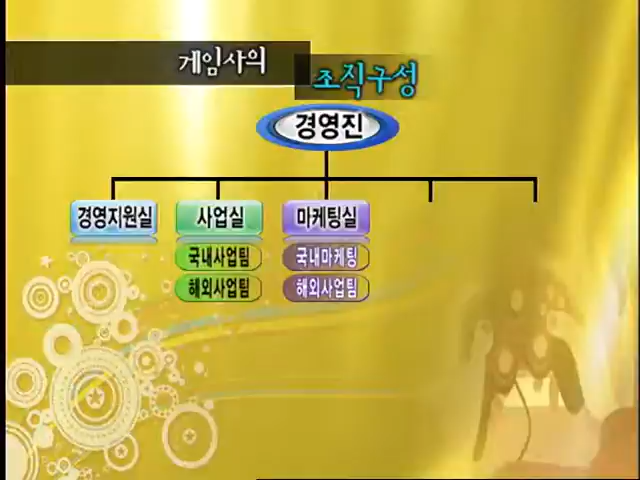 게임사의
조직구성
경영진
경영지원실 사업실 마케팅실
국내사업팀 국내마케팅
해외사업팀 해외사업팀